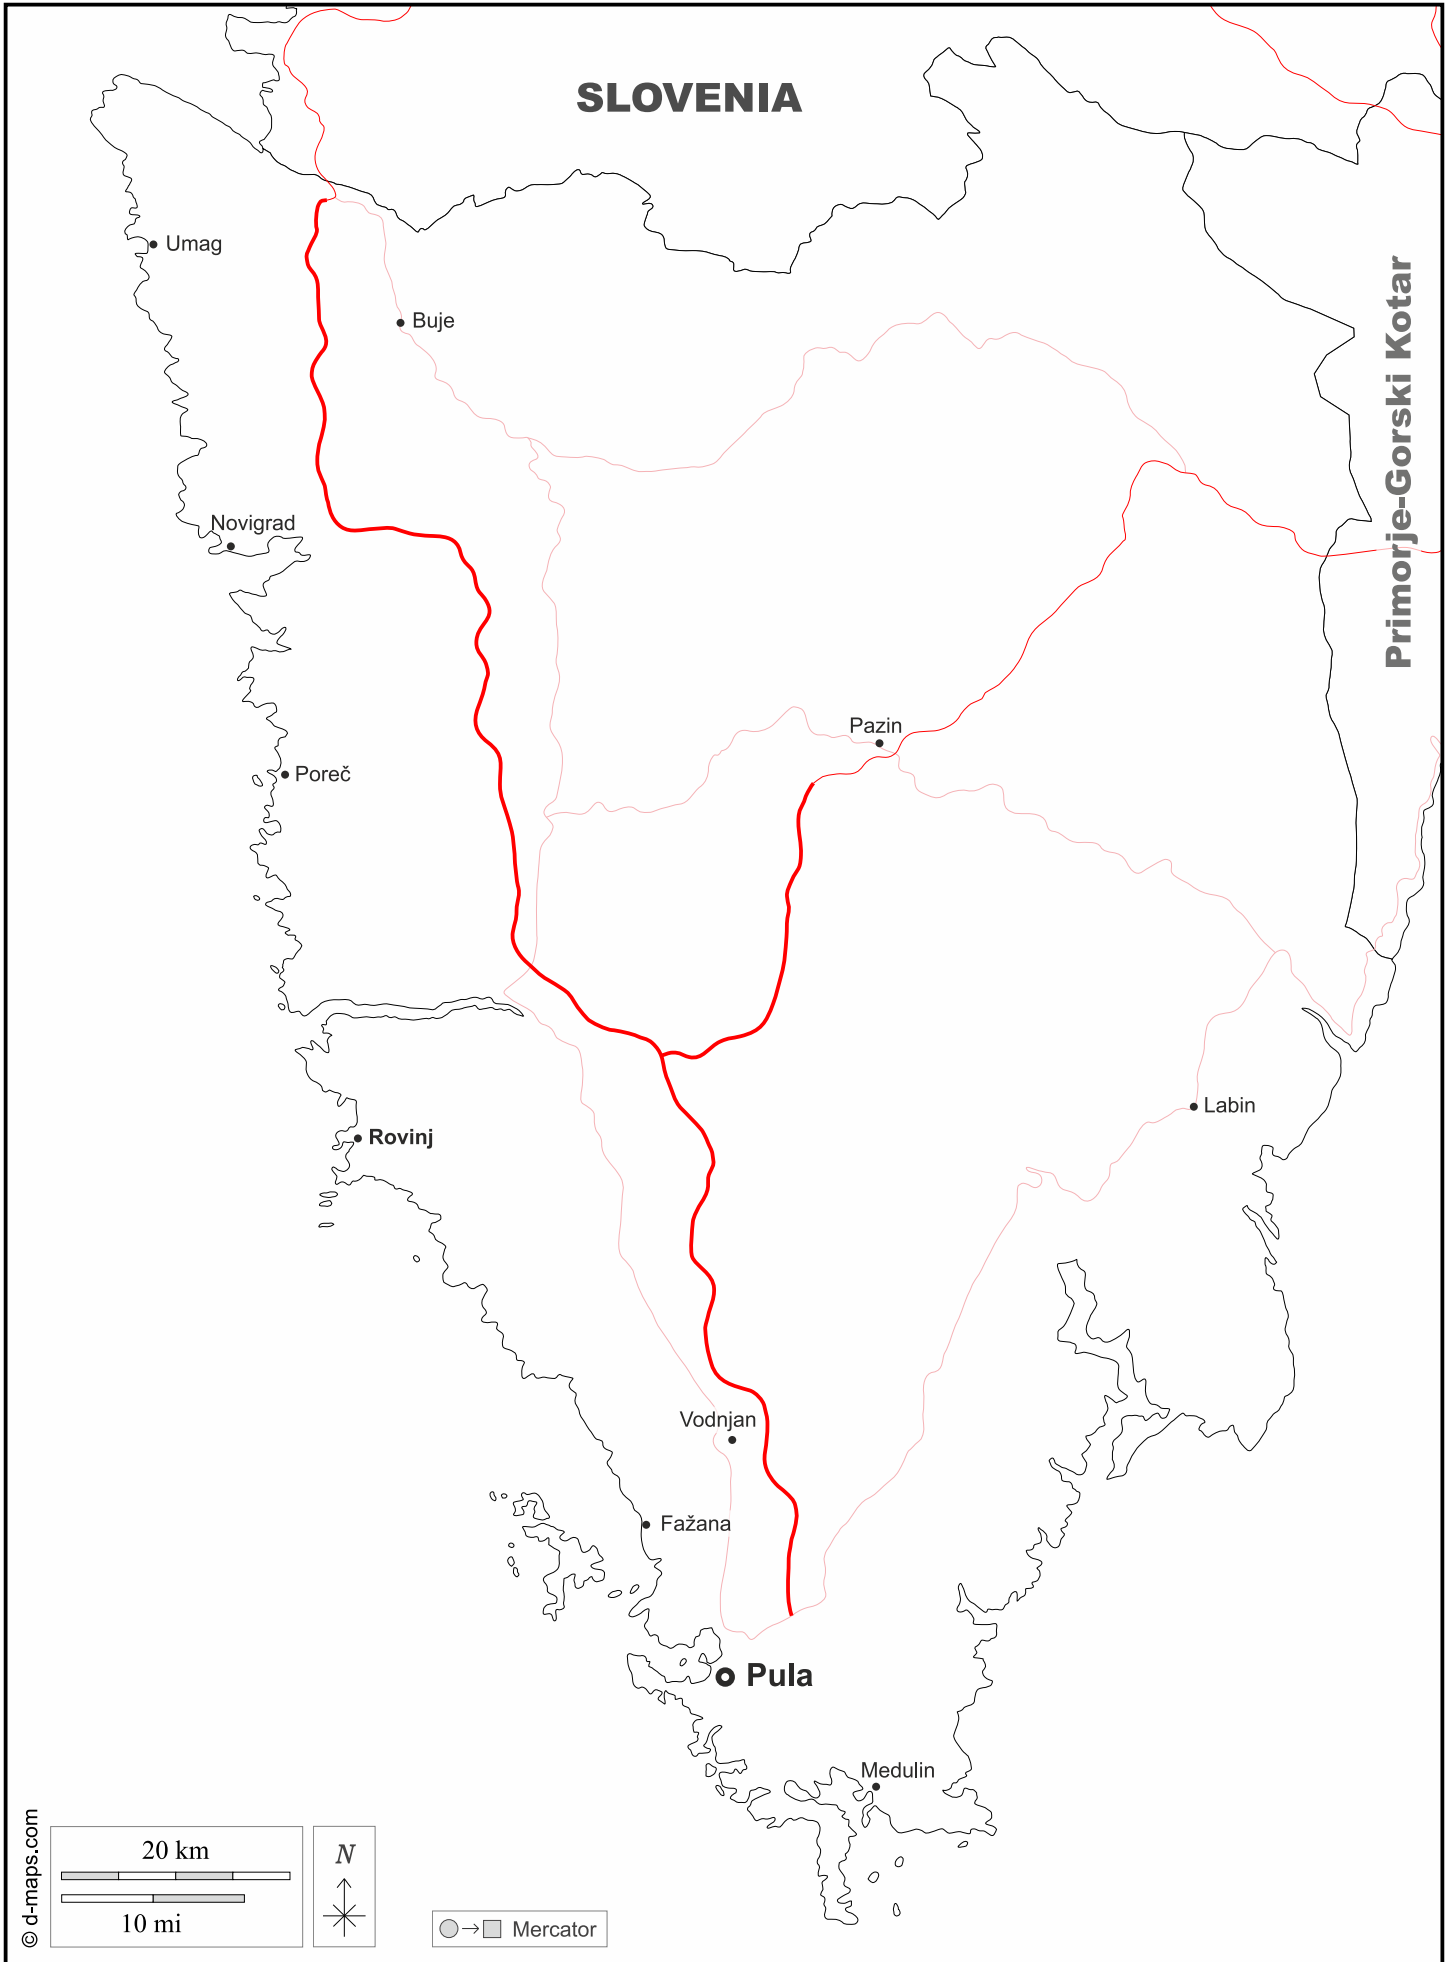 SLOVENIA
Umag
Buje
Primorje-Gorski Kotar
Novigrad
Pazin
Poreč
Labin
Rovinj
Vodnjan
Fažana
Pula
Medulin
© d-maps.com
20 km
10 mi
N
Mercator